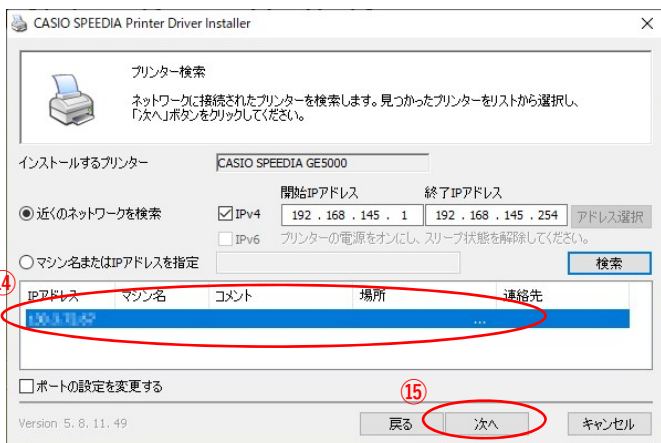 CASIO SPEEDIA Printer Driver Installer
プリンター検索
ネットワークに接続されたプリンターを検索します。見つかったプリンターをリストから選択し、
「次へ」ボタンをクリックしてください。
インストールするプリンター CASIO SPEEDIA GE5000
開始IPアドレス 終了IPアドレス
近くのネットワークを検索 IPv4 192 . 168 . 145 . 1 192 . 168 . 145 . 254 アドレス選択
IPv6 プリンターの電源をオンにし、スリープ状態を解除してください。
マシン名またはIPアドレスを指定 検索
IPアドレス マシン名 コメント 場所 連絡先
...
ポートの設定を変更する
⑮
Version 5. 8. 11. 49 戻る 次へ キャンセル